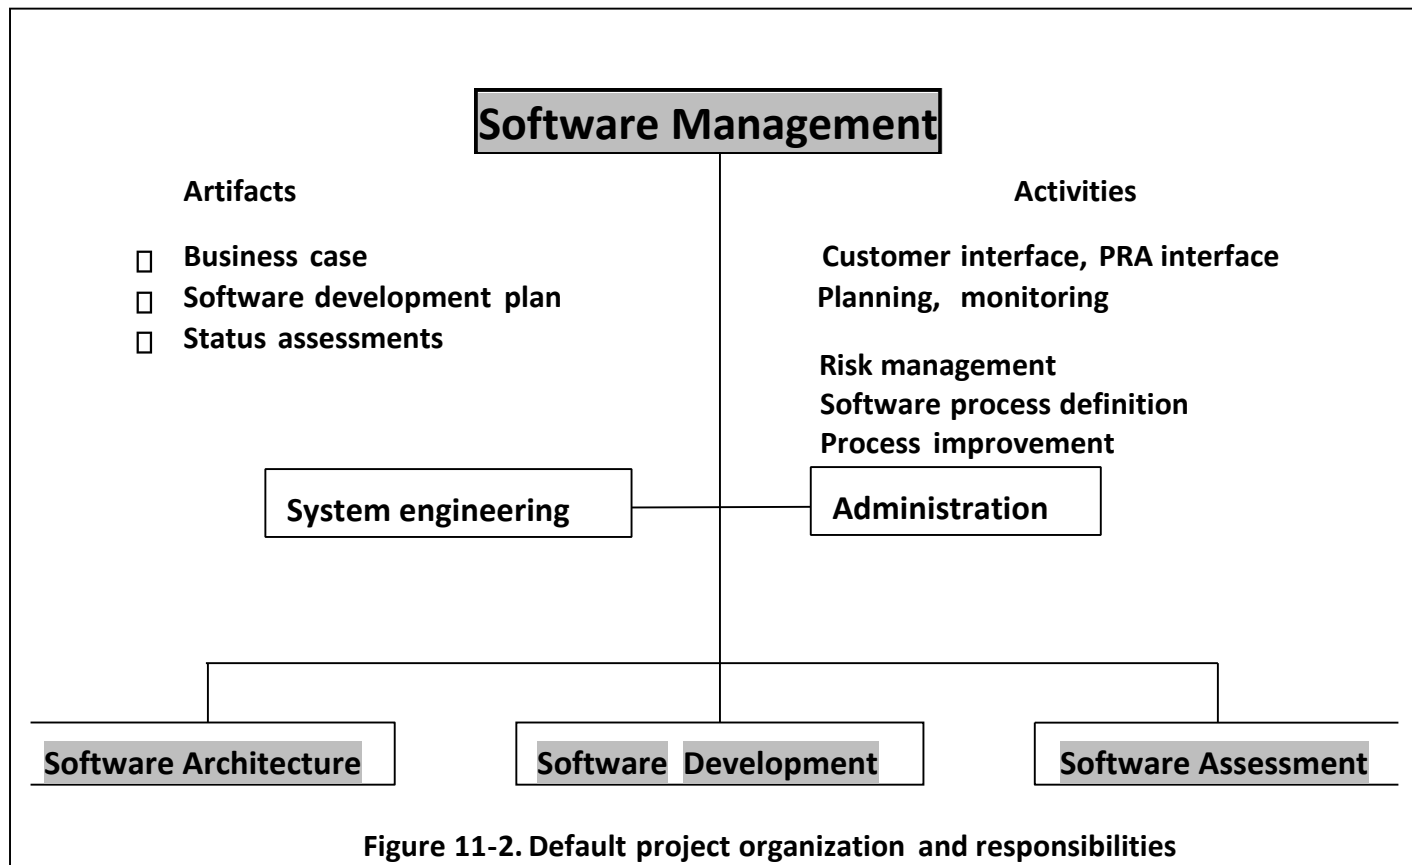 Software Management
Artifacts
Business case
Software development plan
Status assessments
Activities
Customer interface, PRA interface
Planning, monitoring
Risk management
Software process definition
Process improvement
System engineering
Administration
Software Architecture
Software Development
Software Assessment
Figure 11-2. Default project organization and responsibilities